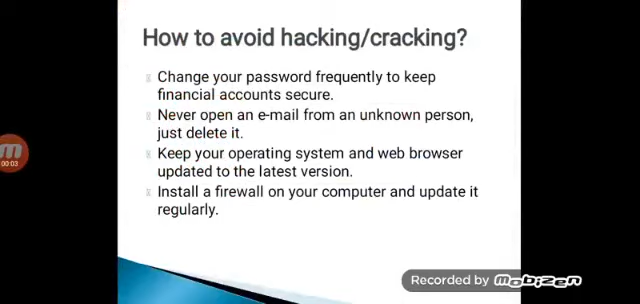 How to avoid hacking/cracking?
Change your password frequently to keep
financial accounts secure.
Never open an e-mail from an unknown person,
just delete it.
Keep your operating system and web browser
updated to the latest version.
Install a firewall on your computer and update it
regularly.
00:03
Recorded by mobizen